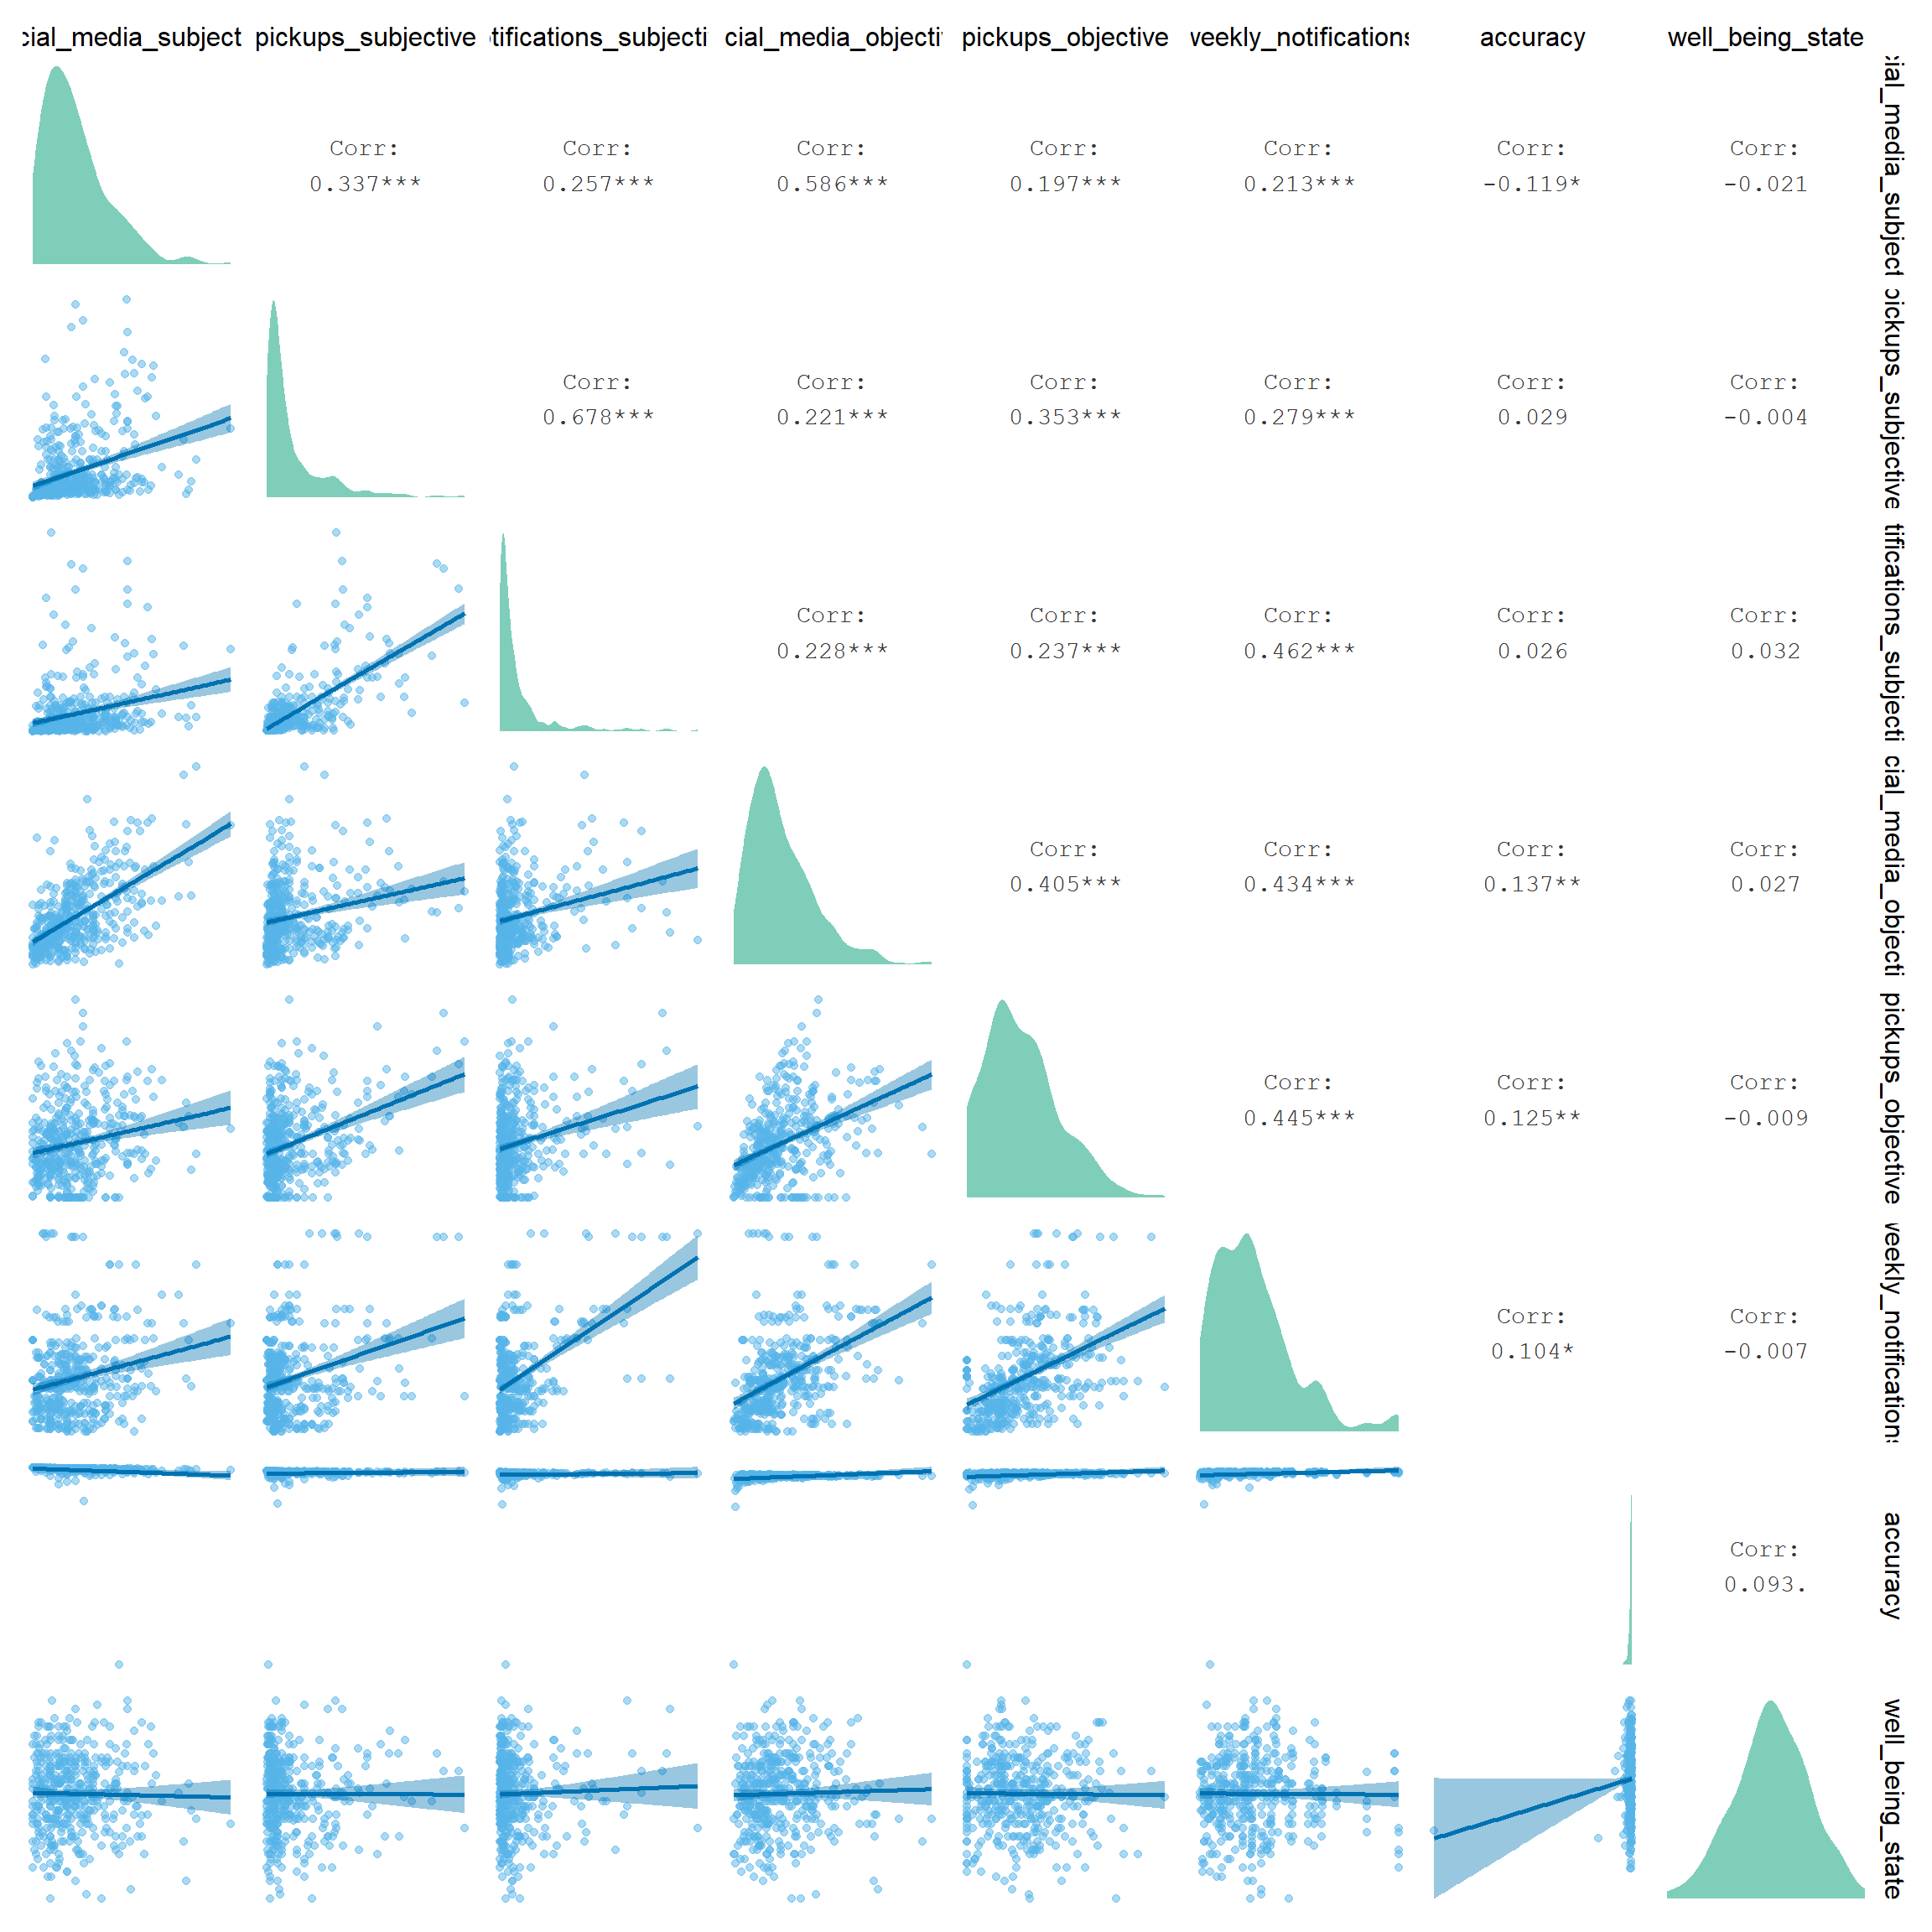 cial_media_subject pickups_subjective tifications_subjecti cial_media_objecti pickups_objective weekly_notifications accuracy well_being_state
Corr: Corr: Corr: Corr: Corr: Corr: Corr:
0.337*** 0.257*** 0.586*** 0.197*** 0.213*** -0.119* -0.021
cial_media_subject
Corr: Corr: Corr: Corr: Corr: Corr:
0.678*** 0.221*** 0.353*** 0.279*** 0.029 -0.004
pickups_subjective
Corr: Corr: Corr: Corr: Corr:
0.228*** 0.237*** 0.462*** 0.026 0.032
tifications_subjecti
Corr: Corr: Corr: Corr:
0.405*** 0.434*** 0.137** 0.027
cial_media_objecti
Corr: Corr: Corr:
0.445*** 0.125** -0.009
pickups_objective
Corr: Corr:
0.104* -0.007
weekly_notifications
Corr:
0.093.
accuracy
well_being_state